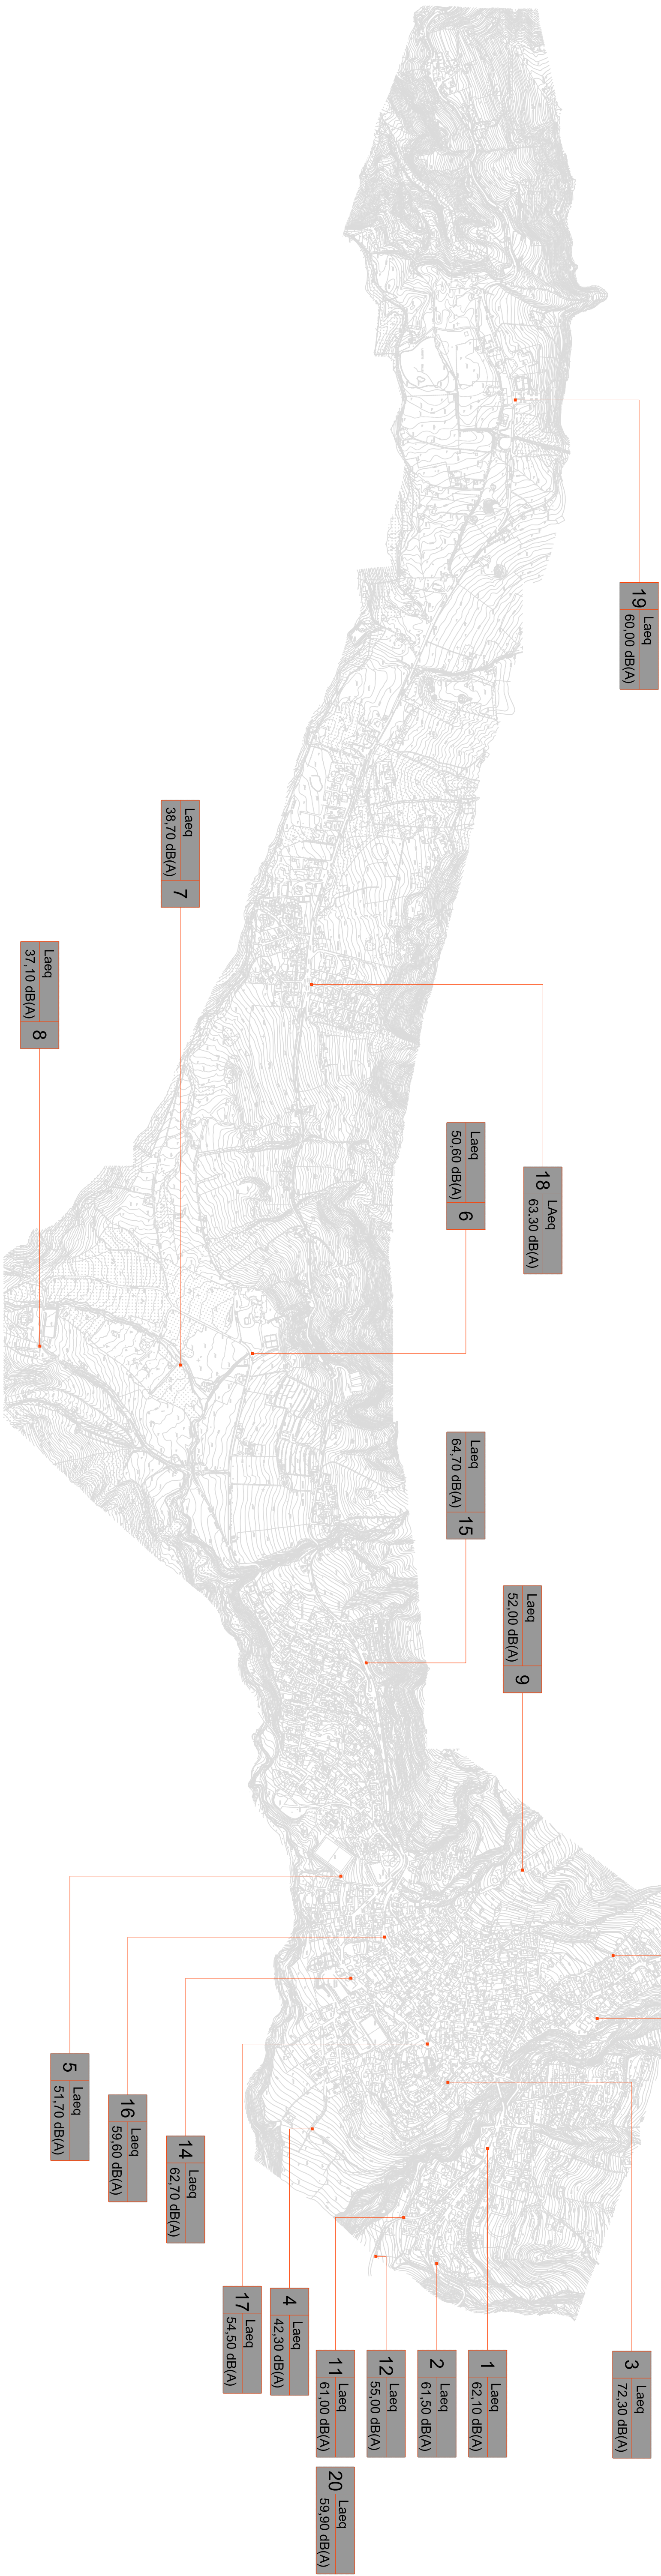 19
Laeq
60,00 dB(A)
Laeq
38,70 dB(A)
7
Laeq
37,10 dB(A)
8
Laeq
50,60 dB(A)
6
18
LAeq
63,30 dB(A)
Laeq
64,70 dB(A)
15
Laeq
52,00 dB(A)
9
5
Laeq
51,70 dB(A)
16
Laeq
59,60 dB(A)
14
Laeq
62,70 dB(A)
17
Laeq
54,50 dB(A)
4
Laeq
42,30 dB(A)
11
Laeq
61,00 dB(A)
12
Laeq
55,00 dB(A)
2
Laeq
61,50 dB(A)
1
Laeq
62,10 dB(A)
3
Laeq
72,30 dB(A)
20
Laeq
59,90 dB(A)